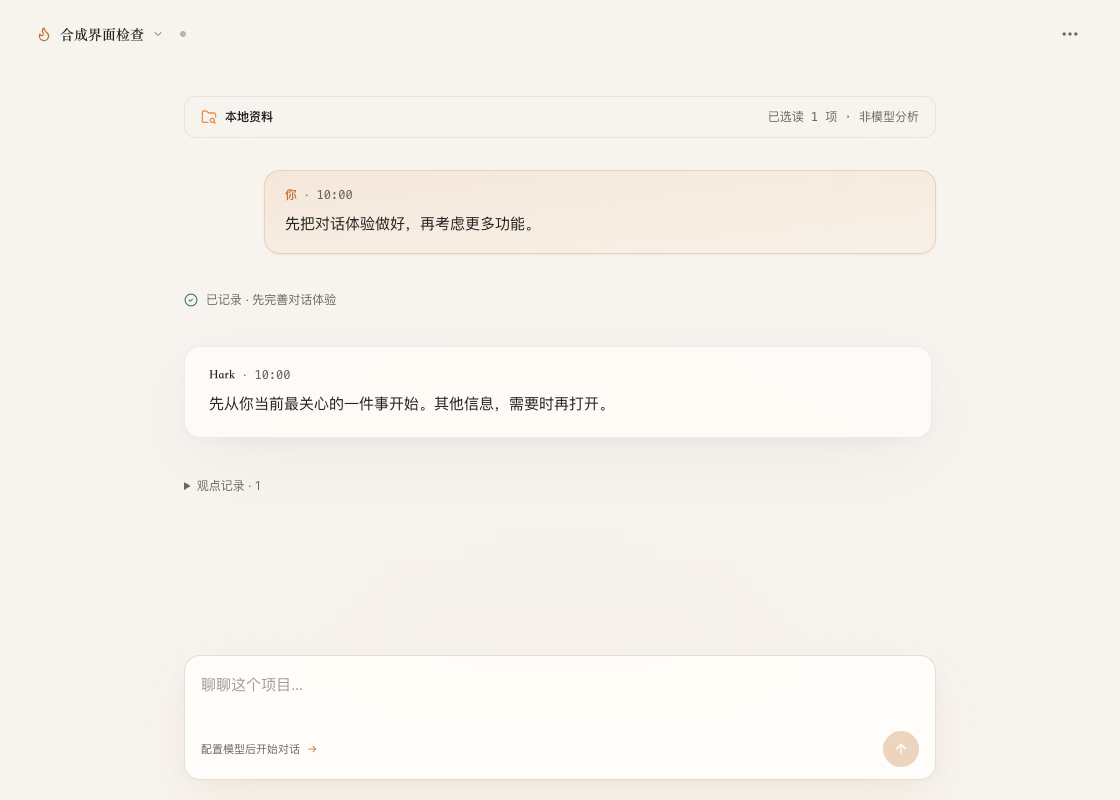 合成界面检查
本地资料
已选读 1 项 · 非模型分析
你 · 10:00
先把对话体验做好，再考虑更多功能。
已记录 · 先完善对话体验
Hark · 10:00
先从你当前最关心的一件事开始。其他信息，需要时再打开。
观点记录 · 1
聊聊这个项目...
配置模型后开始对话 →